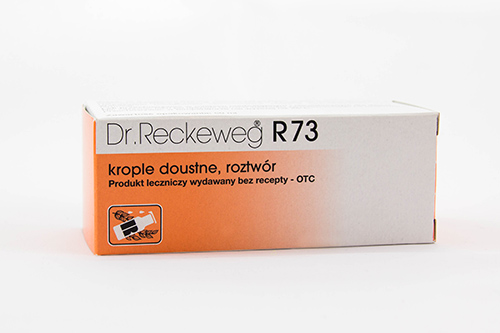 Dr.Reckeweg® R73
krople doustne, roztwór
Produkt leczniczy wydawany bez recepty - OTC